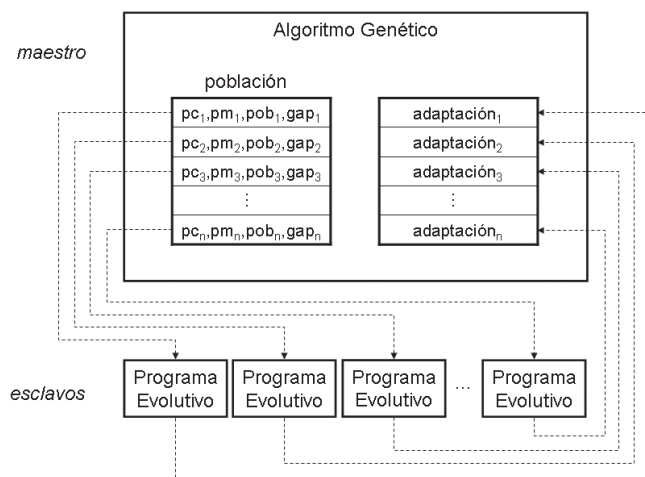 Algoritmo Genético
maestro
población
pc₁,pm₁,pob₁,gap₁
pc₂,pm₂,pob₂,gap₂
pc₃,pm₃,pob₃,gap₃
⋮
pcₙ,pmₙ,pobₙ,gapₙ
adaptación₁
adaptación₂
adaptación₃
⋮
adaptaciónₙ
esclavos
Programa
Evolutivo
Programa
Evolutivo
Programa
Evolutivo
...
Programa
Evolutivo